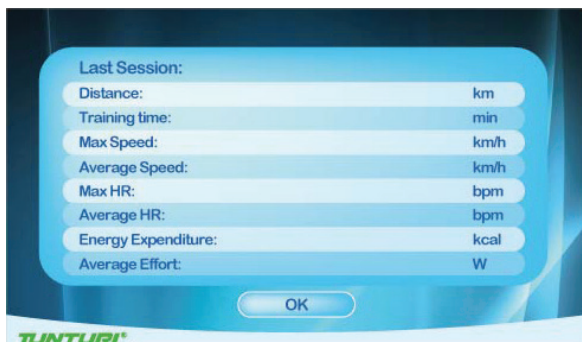 Last Session:
Distance: km
Training time: min
Max Speed: km/h
Average Speed: km/h
Max HR: bpm
Average HR: bpm
Energy Expenditure: kcal
Average Effort: W
OK
TUNTURI®